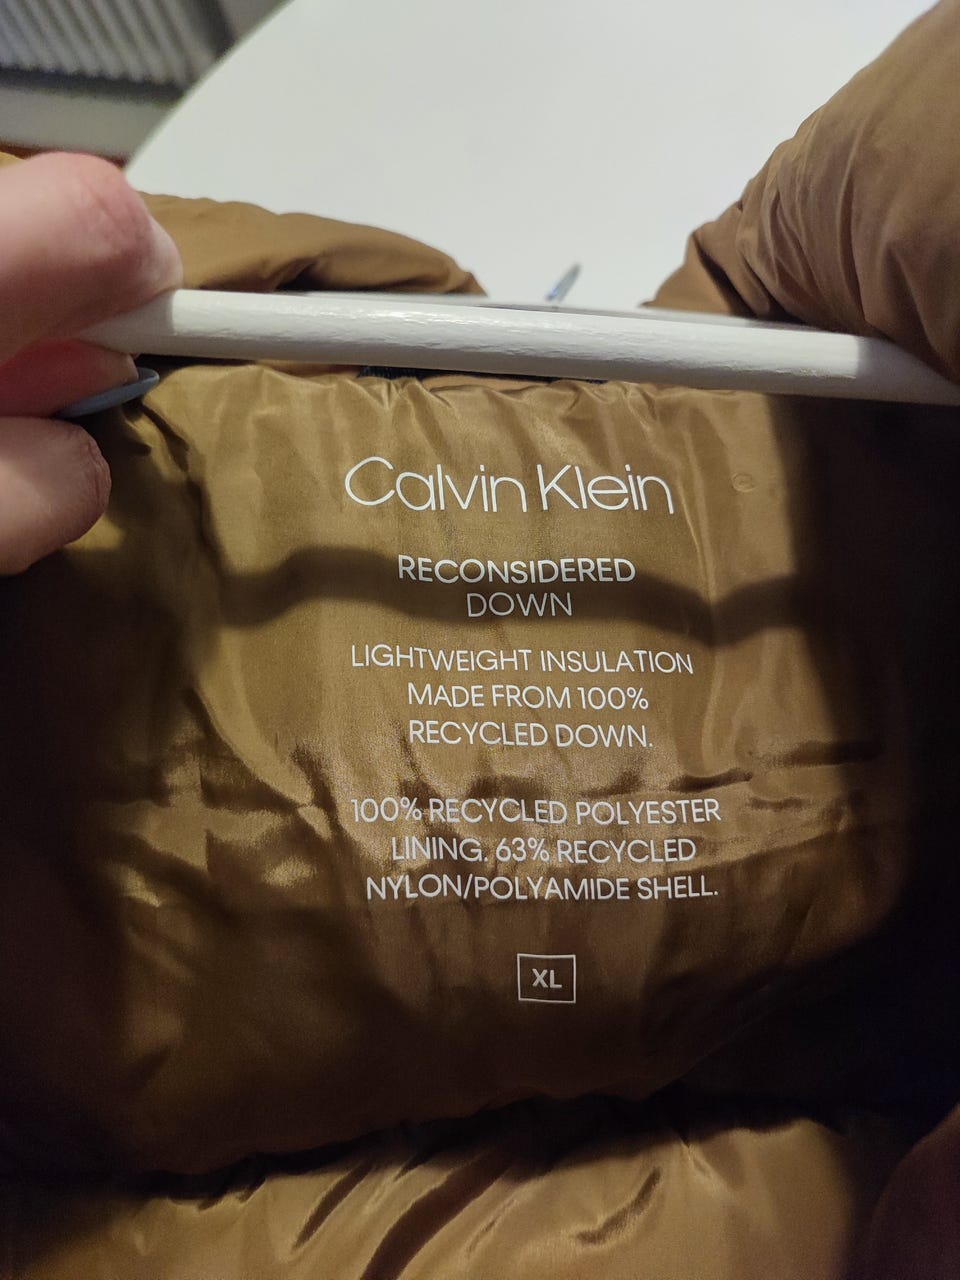 Calvin Klein
RECONSIDERED
DOWN
LIGHTWEIGHT INSULATION
MADE FROM 100%
RECYCLED DOWN.
100% RECYCLED POLYESTER
LINING. 63% RECYCLED
NYLON/POLYAMIDE SHELL.
XL